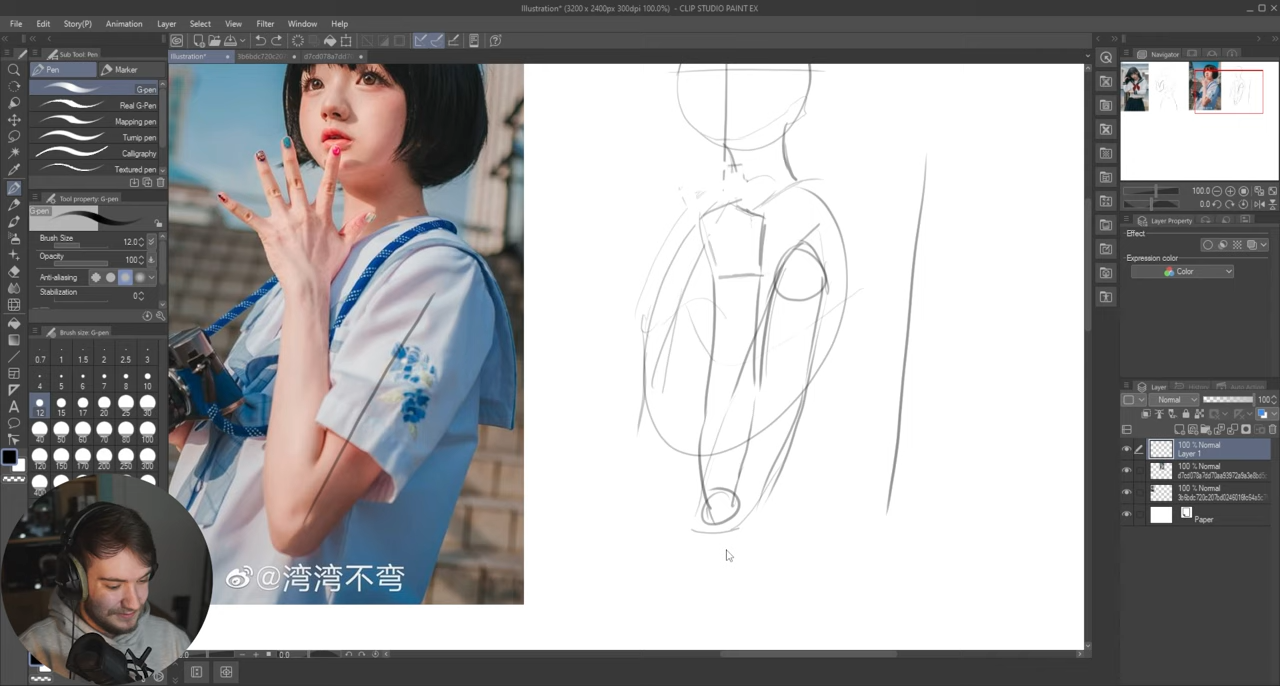 Illustration* (3200 x 2400px 300dpi 100.0%) - CLIP STUDIO PAINT EX
File Edit Story(P) Animation Layer Select View Filter Window Help
Sub Tool: Pen
Illustration*
Pen Marker
G-pen
Real G-Pen
Mapping pen
Turnip pen
Calligraphy
Textured pen
Tool property: G-pen
G-pen
Brush Size 12.0
Opacity 100
Anti-aliasing
Stabilization 0
Brush size: G-pen
0.7 1 1.5 2 2.5 3
4 5 6 7 8 10
12 15 17 20 25 30
40 50 60 70 80 100
120 150 170 200 250 300
@湾湾不弯
Navigator
100.0
0.0
Layer Property
Effect
Expression color
Color
Layer History Auto Action
Normal 100
100 % Normal
Layer 1
100 % Normal
100 % Normal
Paper